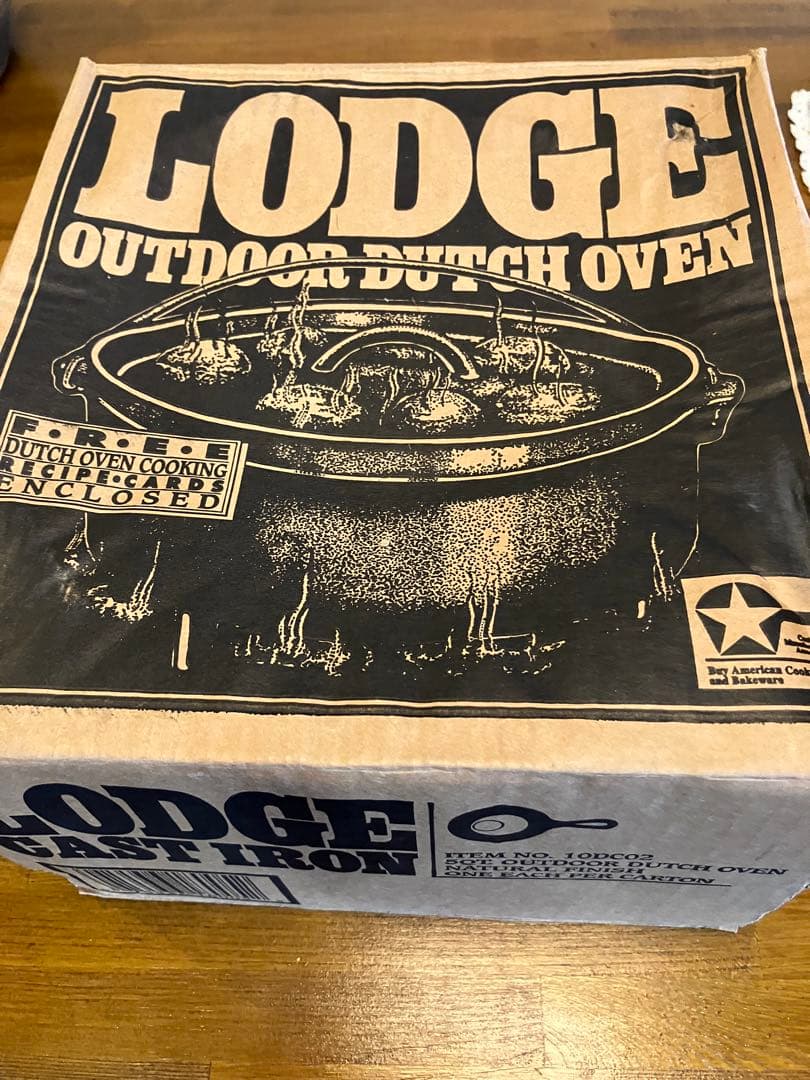 LODGE
OUTDOOR DUTCH OVEN
F·R·E·E
DUTCH OVEN COOKING
RECIPE·CARDS
ENCLOSED
Buy American Cook
and Bakeware
LODGE
CAST IRON
ITEM NO. 10DC02
5QT. OUTDOOR DUTCH OVEN
NATURAL FINISH
ONE EACH PER CARTON